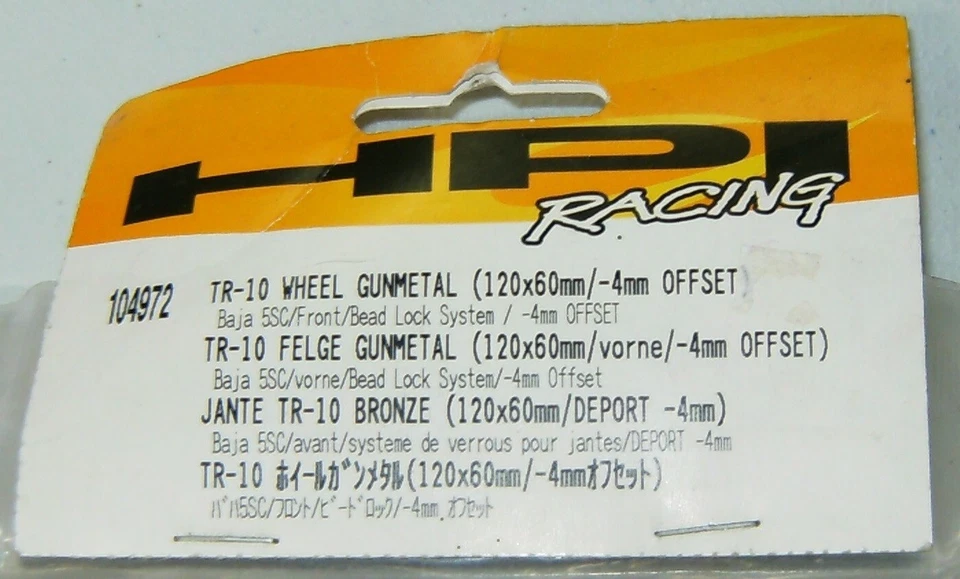 HPI
RACING
104972
TR-10 WHEEL GUNMETAL (120x60mm/-4mm OFFSET)
Baja 5SC/Front/Bead Lock System / -4mm OFFSET
TR-10 FELGE GUNMETAL (120x60mm/vorne/-4mm OFFSET)
Baja 5SC/vorne/Bead Lock System/-4mm Offset
JANTE TR-10 BRONZE (120x60mm/DEPORT -4mm)
Baja 5SC/avant/systeme de verrous pour jantes/DEPORT -4mm
TR-10 ホイールガンメタル(120x60mm/-4mmオフセット)
バハ5SC/フロント/ビードロック/-4mm オフセット